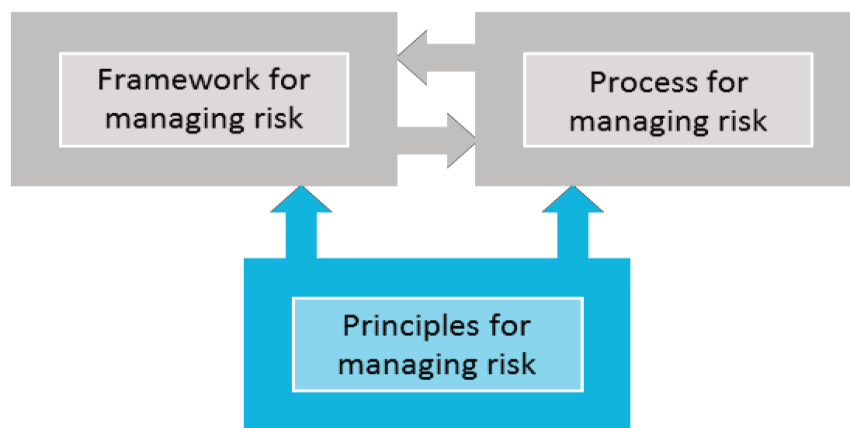 Framework for
managing risk
Process for
managing risk
Principles for
managing risk